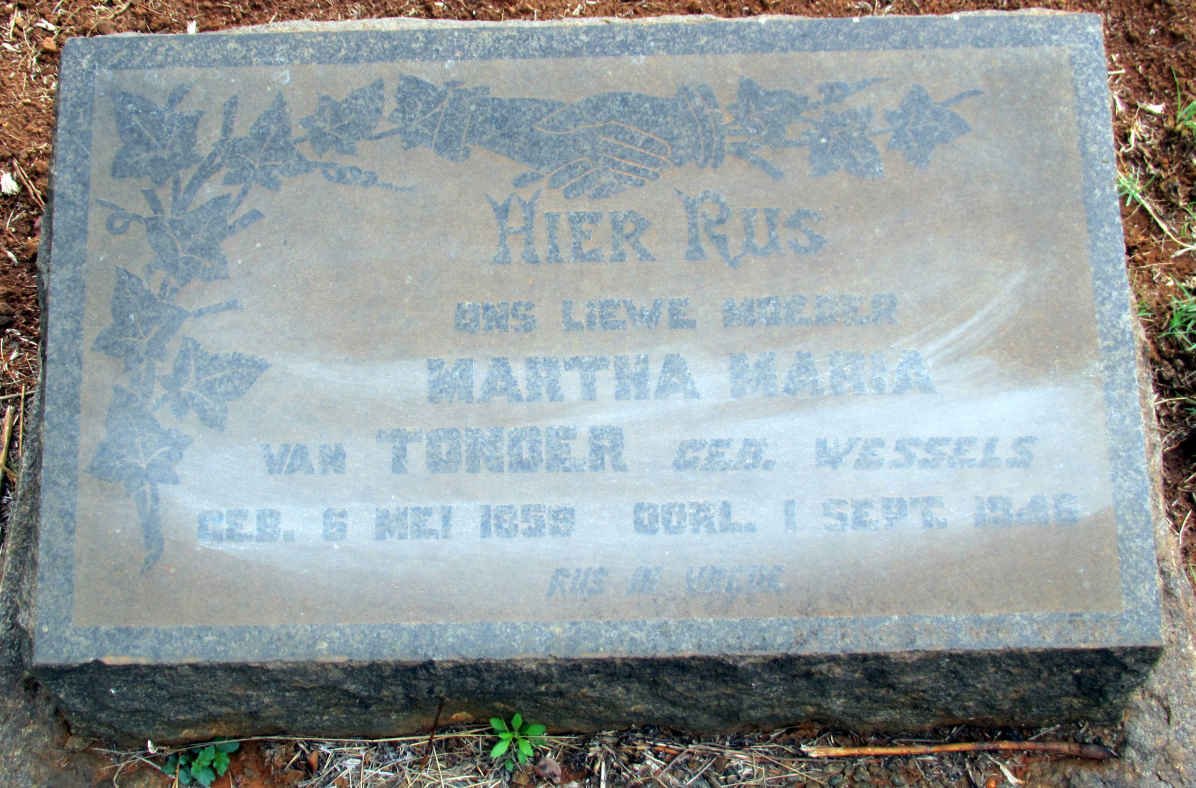 HIER RUS
ONS LIEWE MOEDER
MARTHA MARIA
VAN TONDER GEB. WESSELS
GEB. 6 MEI 1859 OORL. 1 SEPT. 1946
RUS IN VREDE